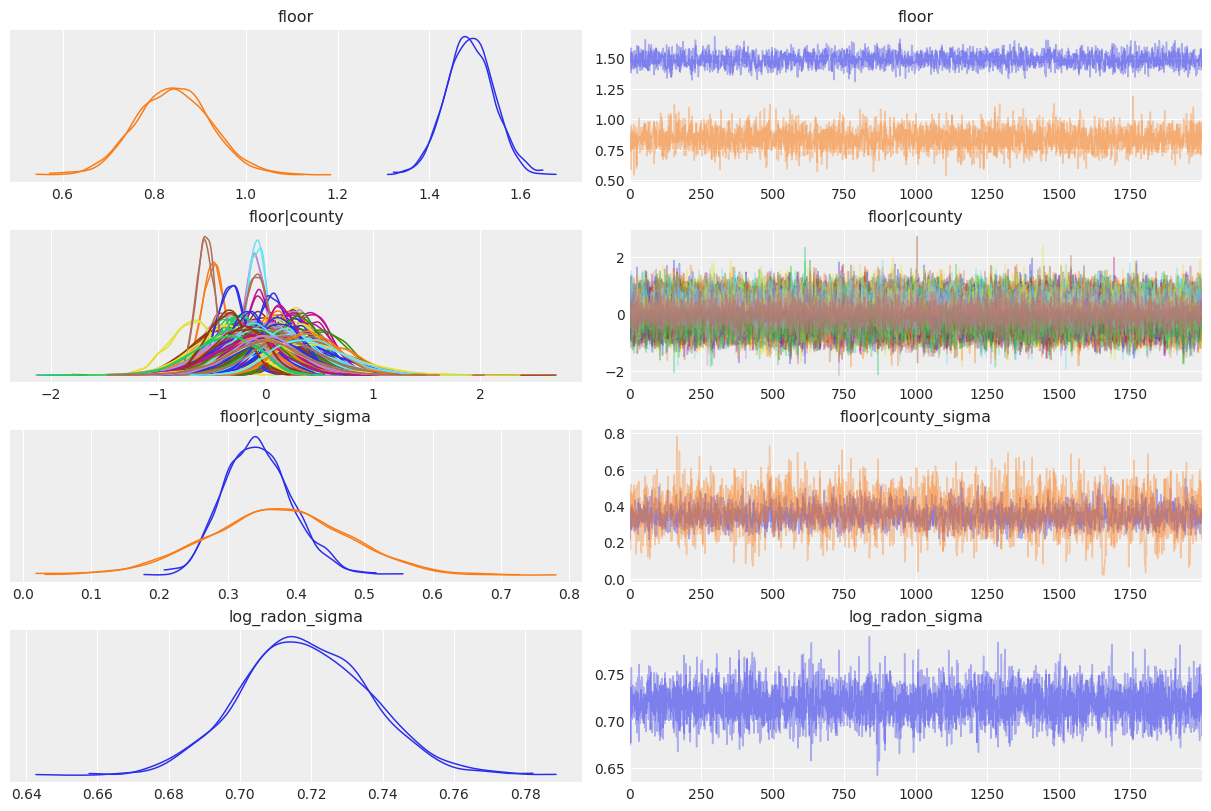 floor
floor
1.50
1.25
1.00
0.75
0.50
0.6 0.8 1.0 1.2 1.4 1.6
0 250 500 750 1000 1250 1500 1750
floor|county
floor|county
2
0
−2
−2 −1 0 1 2
0 250 500 750 1000 1250 1500 1750
floor|county_sigma
floor|county_sigma
0.8
0.6
0.4
0.2
0.0
0.0 0.1 0.2 0.3 0.4 0.5 0.6 0.7 0.8
0 250 500 750 1000 1250 1500 1750
log_radon_sigma
log_radon_sigma
0.75
0.70
0.65
0.64 0.66 0.68 0.70 0.72 0.74 0.76 0.78
0 250 500 750 1000 1250 1500 1750